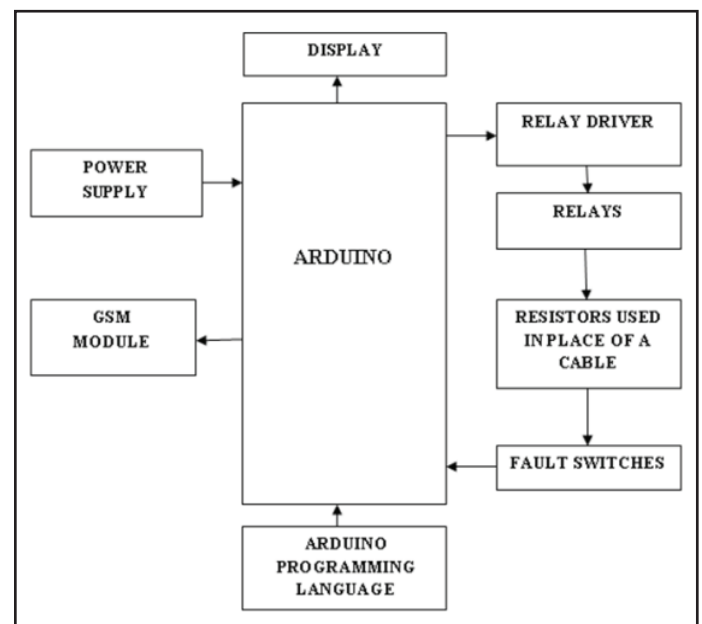 DISPLAY
RELAY DRIVER
POWER
SUPPLY
RELAYS
ARDUINO
GSM
MODULE
RESISTORS USED
IN PLACE OF A
CABLE
FAULT SWITCHES
ARDUINO
PROGRAMMING
LANGUAGE